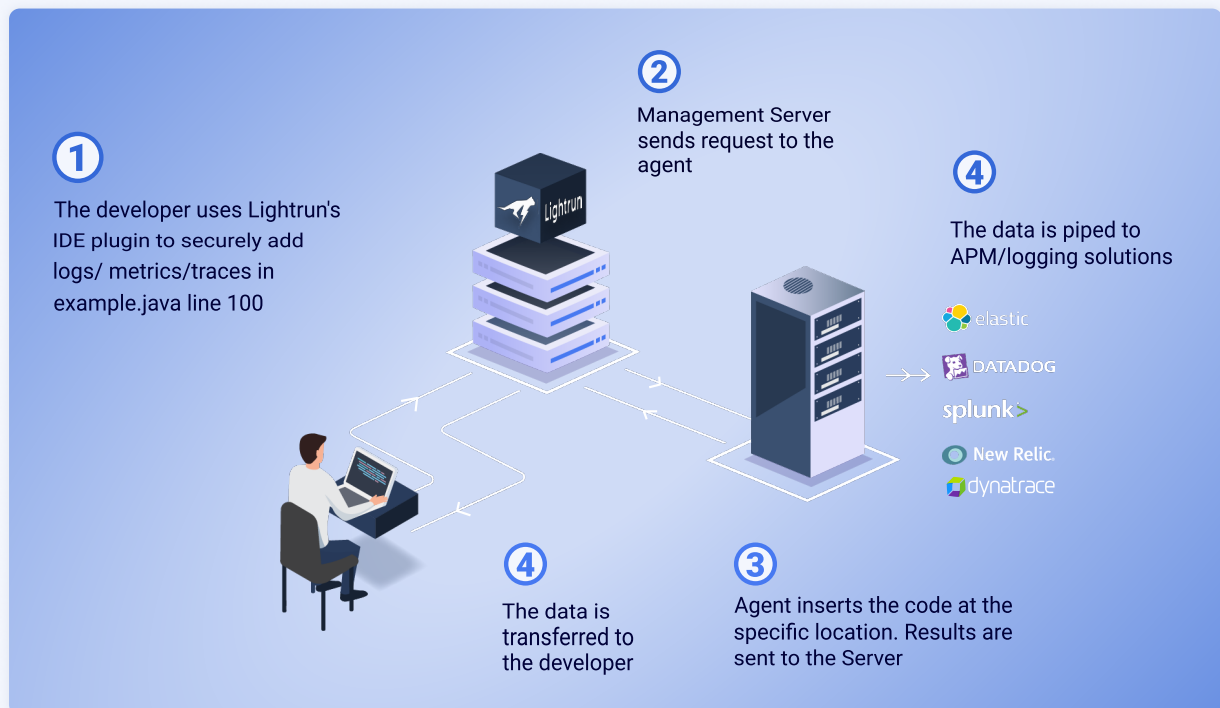 1
The developer uses Lightrun's
IDE plugin to securely add
logs/ metrics/traces in
example.java line 100
Lightrun
2
Management Server
sends request to the
agent
4
The data is piped to
APM/logging solutions
elastic
DATADOG
splunk>
New Relic.
dynatrace
4
The data is
transferred to
the developer
3
Agent inserts the code at the
specific location. Results are
sent to the Server